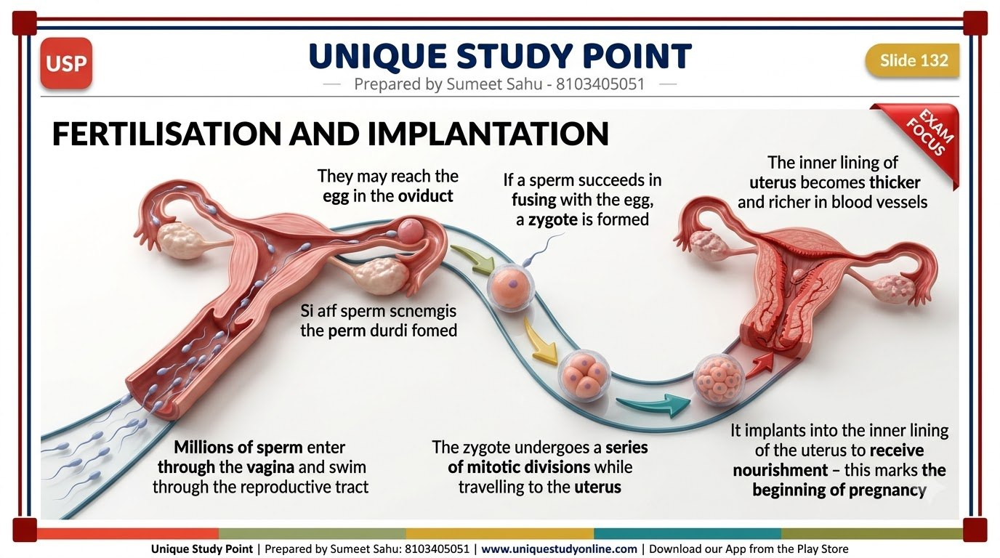 USP
UNIQUE STUDY POINT
Prepared by Sumeet Sahu - 8103405051
Slide 132
EXAM
FOCUS
FERTILISATION AND IMPLANTATION
They may reach the
egg in the oviduct
If a sperm succeeds in
fusing with the egg,
a zygote is formed
The inner lining of
uterus becomes thicker
and richer in blood vessels
Si aff sperm scnemgis
the perm durdi fomed
Millions of sperm enter
through the vagina and swim
through the reproductive tract
The zygote undergoes a series
of mitotic divisions while
travelling to the uterus
It implants into the inner lining
of the uterus to receive
nourishment – this marks the
beginning of pregnancy
Unique Study Point | Prepared by Sumeet Sahu: 8103405051 | www.uniquestudyonline.com | Download our App from the Play Store